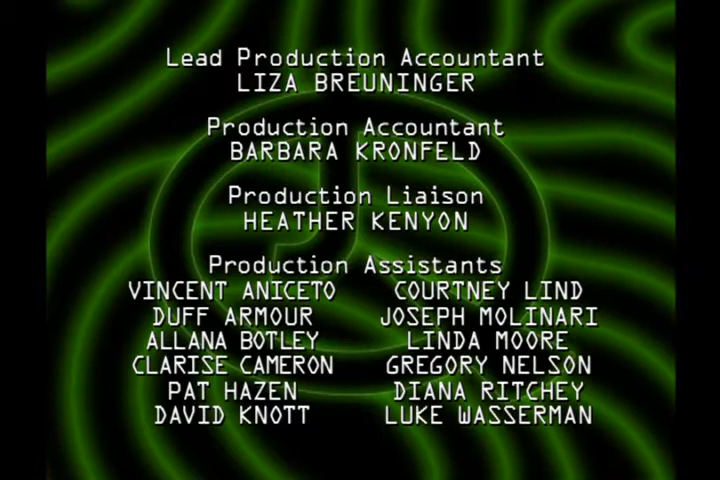 Lead Production Accountant
LIZA BREUNINGER
Production Accountant
BARBARA KRONFELD
Production Liaison
HEATHER KENYON
Production Assistants
VINCENT ANICETO COURTNEY LIND
DUFF ARMOUR JOSEPH MOLINARI
ALLANA BOTLEY LINDA MOORE
CLARISE CAMERON GREGORY NELSON
PAT HAZEN DIANA RITCHEY
DAVID KNOTT LUKE WASSERMAN